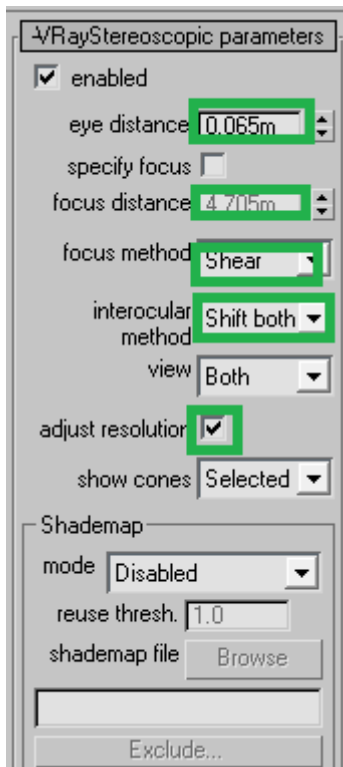 -VRayStereoscopic parameters
enabled
eye distance 0.065m
specify focus
focus distance 4.705m
focus method Shear
interocular method Shift both
view Both
adjust resolution
show cones Selected
Shademap
mode Disabled
reuse thresh. 1.0
shademap file Browse
Exclude...